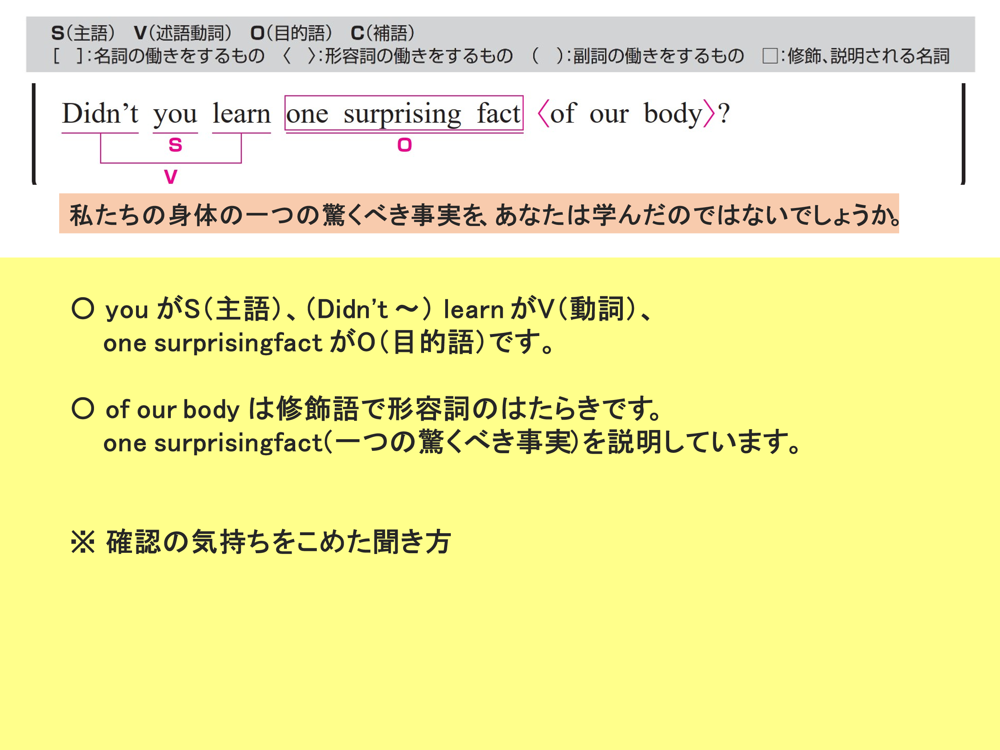 S(主語) V(述語動詞) O(目的語) C(補語)
[ ]:名詞の働きをするもの 〈 〉:形容詞の働きをするもの ( ):副詞の働きをするもの □:修飾、説明される名詞
Didn't you learn one surprising fact 〈of our body〉?
S O
V
私たちの身体の一つの驚くべき事実を、あなたは学んだのではないでしょうか。
○ you がS(主語)、(Didn't ~) learn がV(動詞)、
one surprisingfact がO(目的語)です。
○ of our body は修飾語で形容詞のはたらきです。
one surprisingfact(一つの驚くべき事実)を説明しています。
※ 確認の気持ちをこめた聞き方